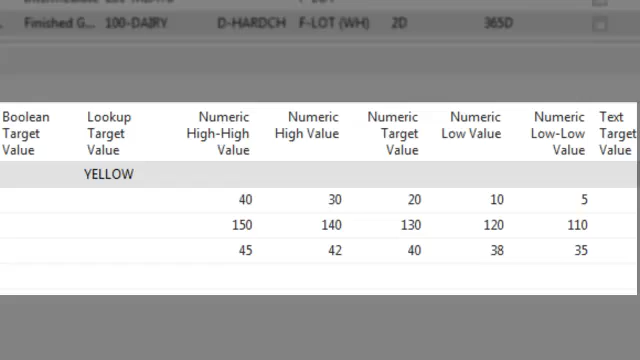 Finished G... 100-DAIRY D-HARDCH F-LOT (WH) 2D 365D
Boolean Target Value Lookup Target Value Numeric High-High Value Numeric High Value Numeric Target Value Numeric Low Value Numeric Low-Low Value Text Target Value
YELLOW
40 30 20 10 5
150 140 130 120 110
45 42 40 38 35